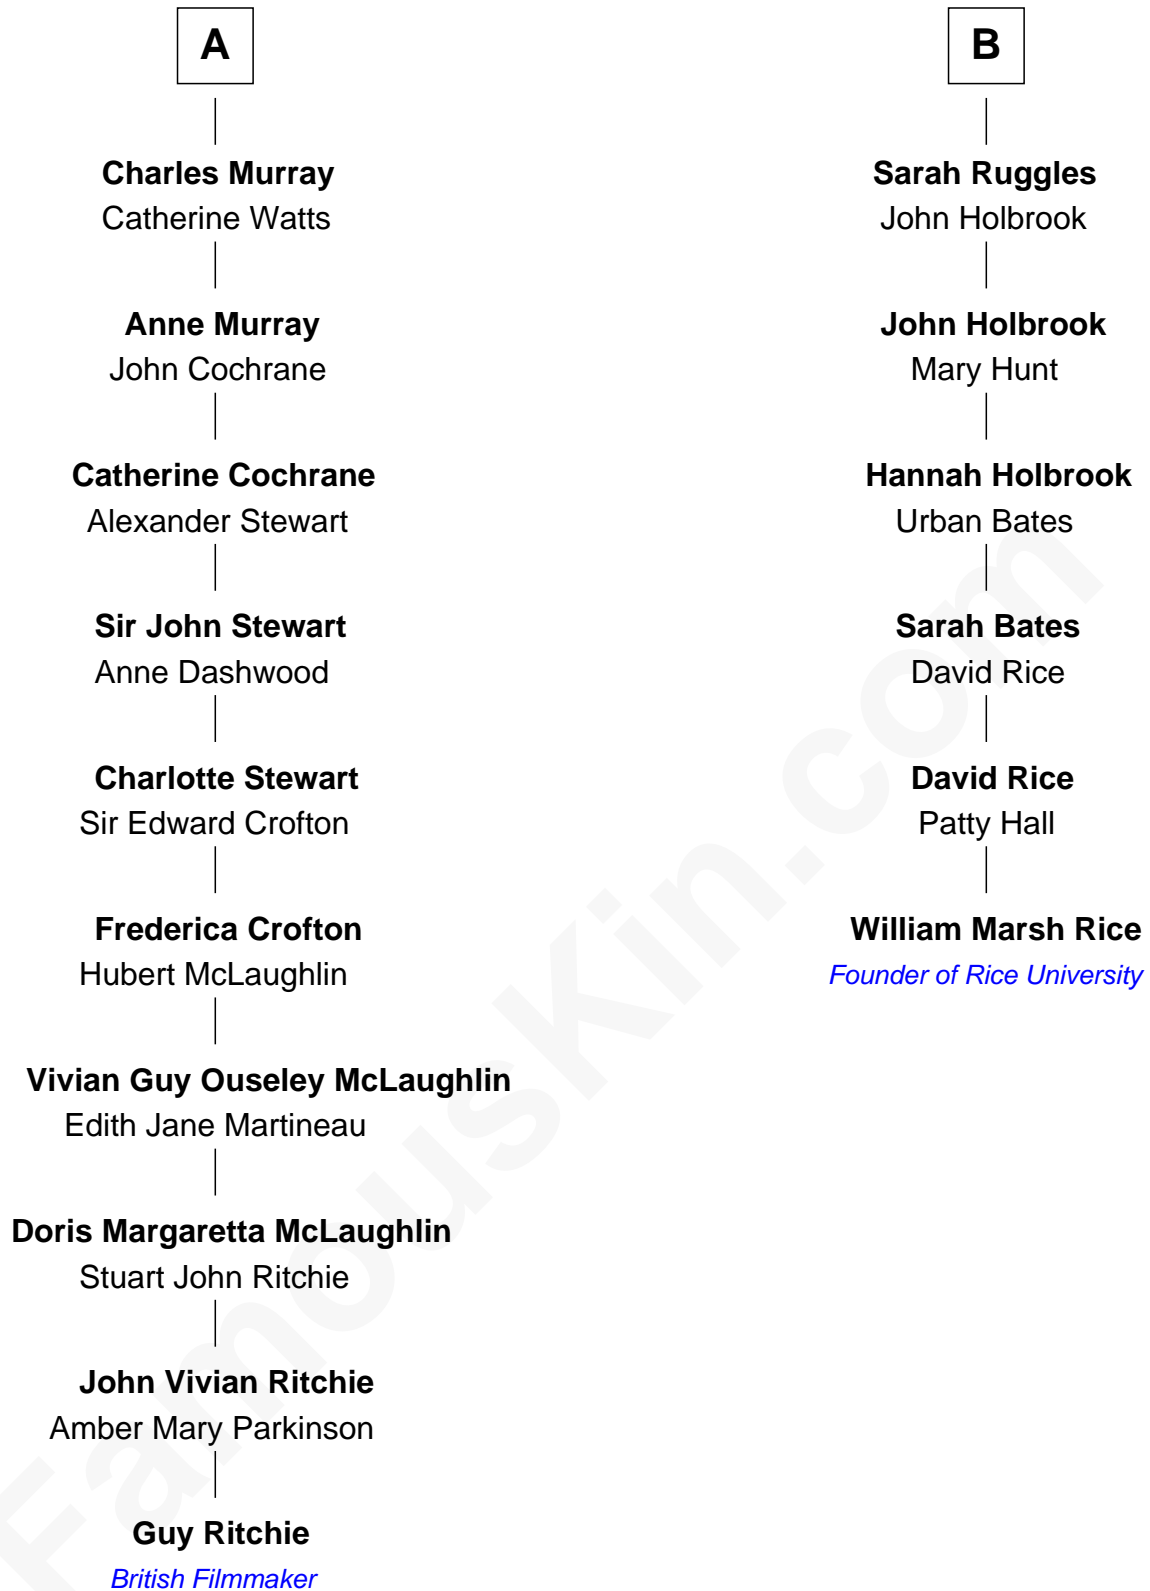 A
Charles Murray
Catherine Watts
Anne Murray
John Cochrane
Catherine Cochrane
Alexander Stewart
Sir John Stewart
Anne Dashwood
Charlotte Stewart
Sir Edward Crofton
Frederica Crofton
Hubert McLaughlin
Vivian Guy Ouseley McLaughlin
Edith Jane Martineau
Doris Margaretta McLaughlin
Stuart John Ritchie
John Vivian Ritchie
Amber Mary Parkinson
Guy Ritchie
British Filmmaker
B
Sarah Ruggles
John Holbrook
John Holbrook
Mary Hunt
Hannah Holbrook
Urban Bates
Sarah Bates
David Rice
David Rice
Patty Hall
William Marsh Rice
Founder of Rice University
FamousKin.com